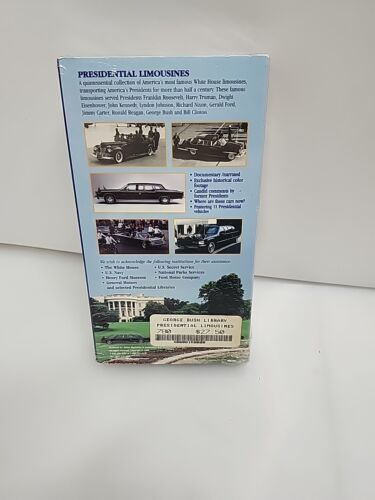 PRESIDENTIAL LIMOUSINES
A quintessential collection of America's most famous White House limousines,
transporting America's Presidents for more than half a century. These famous
limousines served Presidents Franklin Roosevelt, Harry Truman, Dwight
Eisenhower, John Kennedy, Lyndon Johnson, Richard Nixon, Gerald Ford,
Jimmy Carter, Ronald Reagan, George Bush and Bill Clinton.
• Documentary/narrated
• Exclusive historical color
footage
• Candid comments by
former Presidents
• Where are these cars now?
• Featuring 11 Presidential
vehicles
We wish to acknowledge the following institutions for their assistance:
• The White House
• U.S. Navy
• Henry Ford Museum
• General Motors
and selected Presidential Libraries
• U.S. Secret Service
• National Parks Services
• Ford Motor Company
GEORGE BUSH LIBRARY
PRESIDENTIAL LIMOUSINES
$27.50